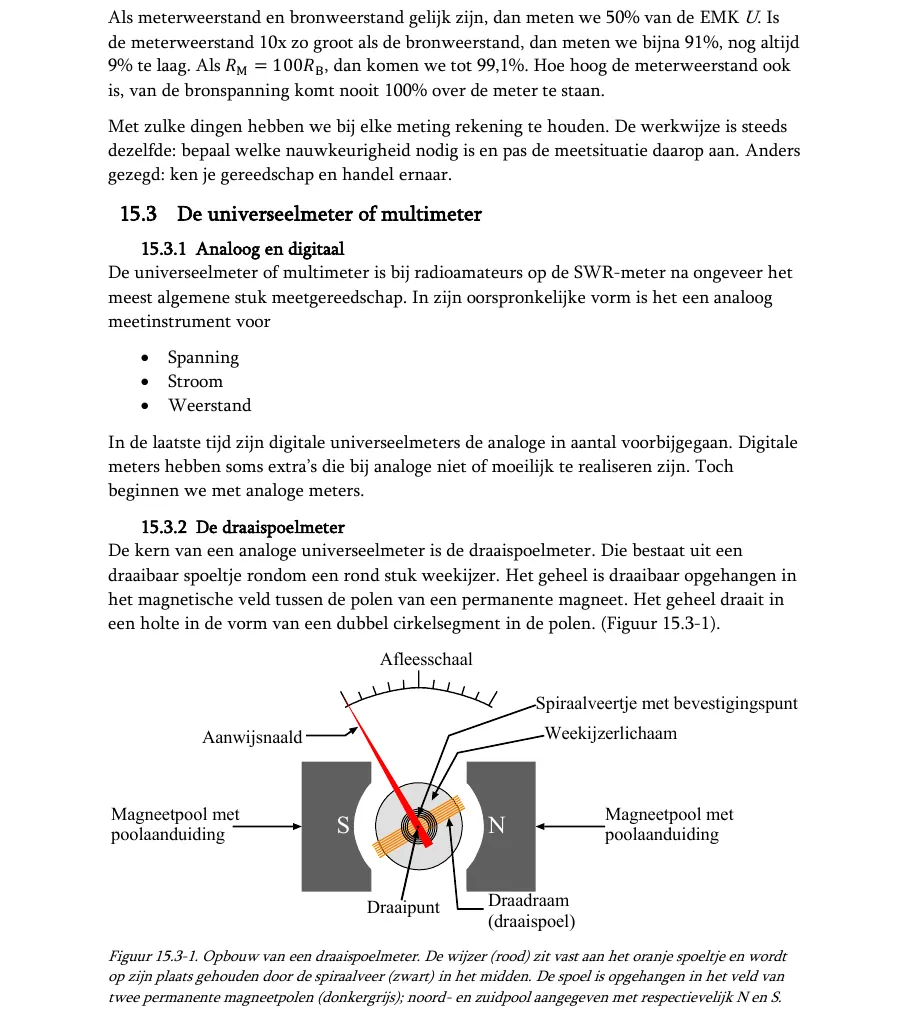 Als meterweerstand en bronweerstand gelijk zijn, dan meten we 50% van de EMK U. Is
de meterweerstand 10x zo groot als de bronweerstand, dan meten we bijna 91%, nog altijd
9% te laag. Als R_M = 100R_B, dan komen we tot 99,1%. Hoe hoog de meterweerstand ook
is, van de bronspanning komt nooit 100% over de meter te staan.
Met zulke dingen hebben we bij elke meting rekening te houden. De werkwijze is steeds
dezelfde: bepaal welke nauwkeurigheid nodig is en pas de meetsituatie daarop aan. Anders
gezegd: ken je gereedschap en handel ernaar.
15.3 De universeelmeter of multimeter
15.3.1 Analoog en digitaal
De universeelmeter of multimeter is bij radioamateurs op de SWR-meter na ongeveer het
meest algemene stuk meetgereedschap. In zijn oorspronkelijke vorm is het een analoog
meetinstrument voor
• Spanning
• Stroom
• Weerstand
In de laatste tijd zijn digitale universeelmeters de analoge in aantal voorbijgegaan. Digitale
meters hebben soms extra's die bij analoge niet of moeilijk te realiseren zijn. Toch
beginnen we met analoge meters.
15.3.2 De draaispoelmeter
De kern van een analoge universeelmeter is de draaispoelmeter. Die bestaat uit een
draaibaar spoeltje rondom een rond stuk weekijzer. Het geheel is draaibaar opgehangen in
het magnetische veld tussen de polen van een permanente magneet. Het geheel draait in
een holte in de vorm van een dubbel cirkelsegment in de polen. (Figuur 15.3-1).
Afleesschaal
Spiraalveertje met bevestigingspunt
Aanwijsnaald
Weekijzerlichaam
Magneetpool met
poolaanduiding
S
N
Magneetpool met
poolaanduiding
Draaipunt
Draadraam
(draaispoel)
Figuur 15.3-1. Opbouw van een draaispoelmeter. De wijzer (rood) zit vast aan het oranje spoeltje en wordt
op zijn plaats gehouden door de spiraalveer (zwart) in het midden. De spoel is opgehangen in het veld van
twee permanente magneetpolen (donkergrijs); noord- en zuidpool aangegeven met respectievelijk N en S.